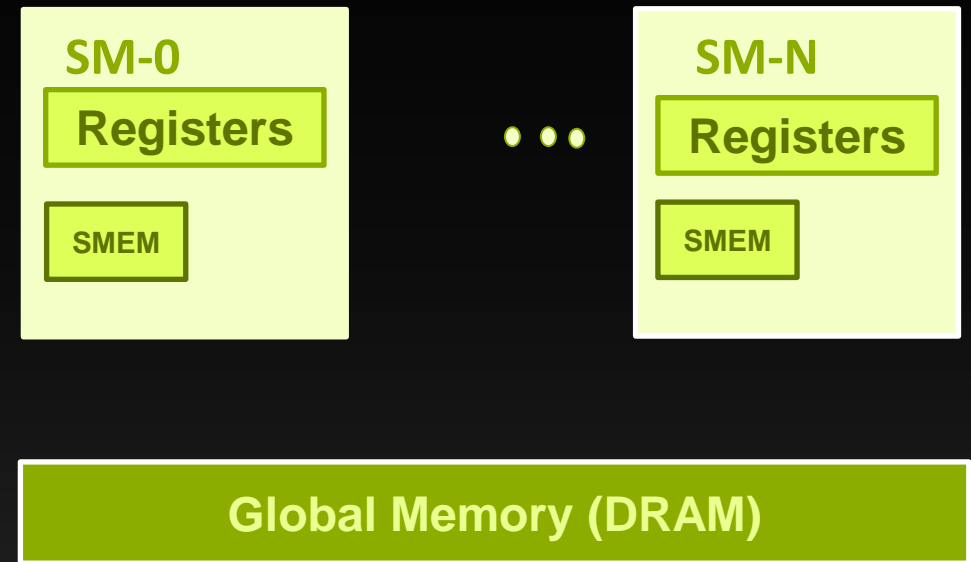 SM-0
Registers
SMEM
SM-N
Registers
SMEM
Global Memory (DRAM)